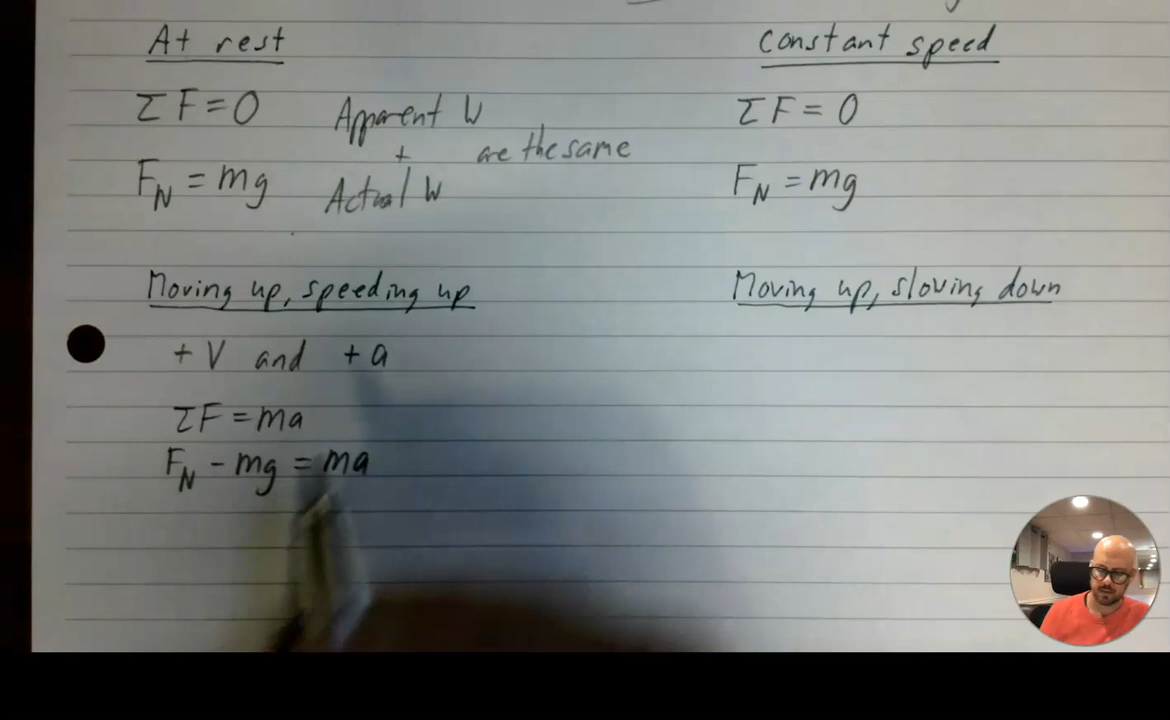 At rest
ΣF = 0
Apparent W
+
Actual W
are the same
F_N = mg
Constant speed
ΣF = 0
F_N = mg
Moving up, speeding up
+ V and + a
ΣF = ma
F_N - mg = ma
Moving up, slowing down